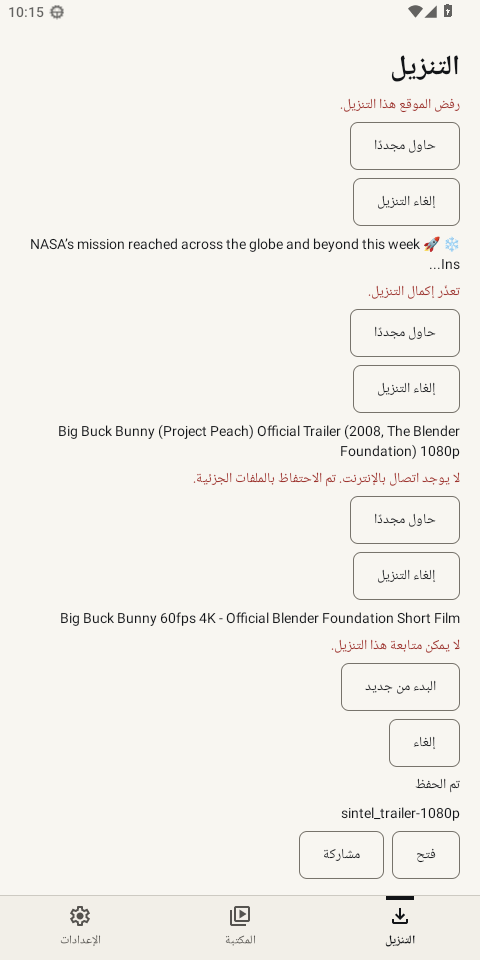 10:15
التنزيل
رفض الموقع هذا التنزيل.
حاول مجددًا
إلغاء التنزيل
NASA’s mission reached across the globe and beyond this week 🚀 ❄️
Ins...
تعذّر إكمال التنزيل.
حاول مجددًا
إلغاء التنزيل
Big Buck Bunny (Project Peach) Official Trailer (2008, The Blender
Foundation) 1080p
لا يوجد اتصال بالإنترنت. تم الاحتفاظ بالملفات الجزئية.
حاول مجددًا
إلغاء التنزيل
Big Buck Bunny 60fps 4K - Official Blender Foundation Short Film
لا يمكن متابعة هذا التنزيل.
البدء من جديد
إلغاء
تم الحفظ
sintel_trailer-1080p
فتح
مشاركة
التنزيل
المكتبة
الإعدادات